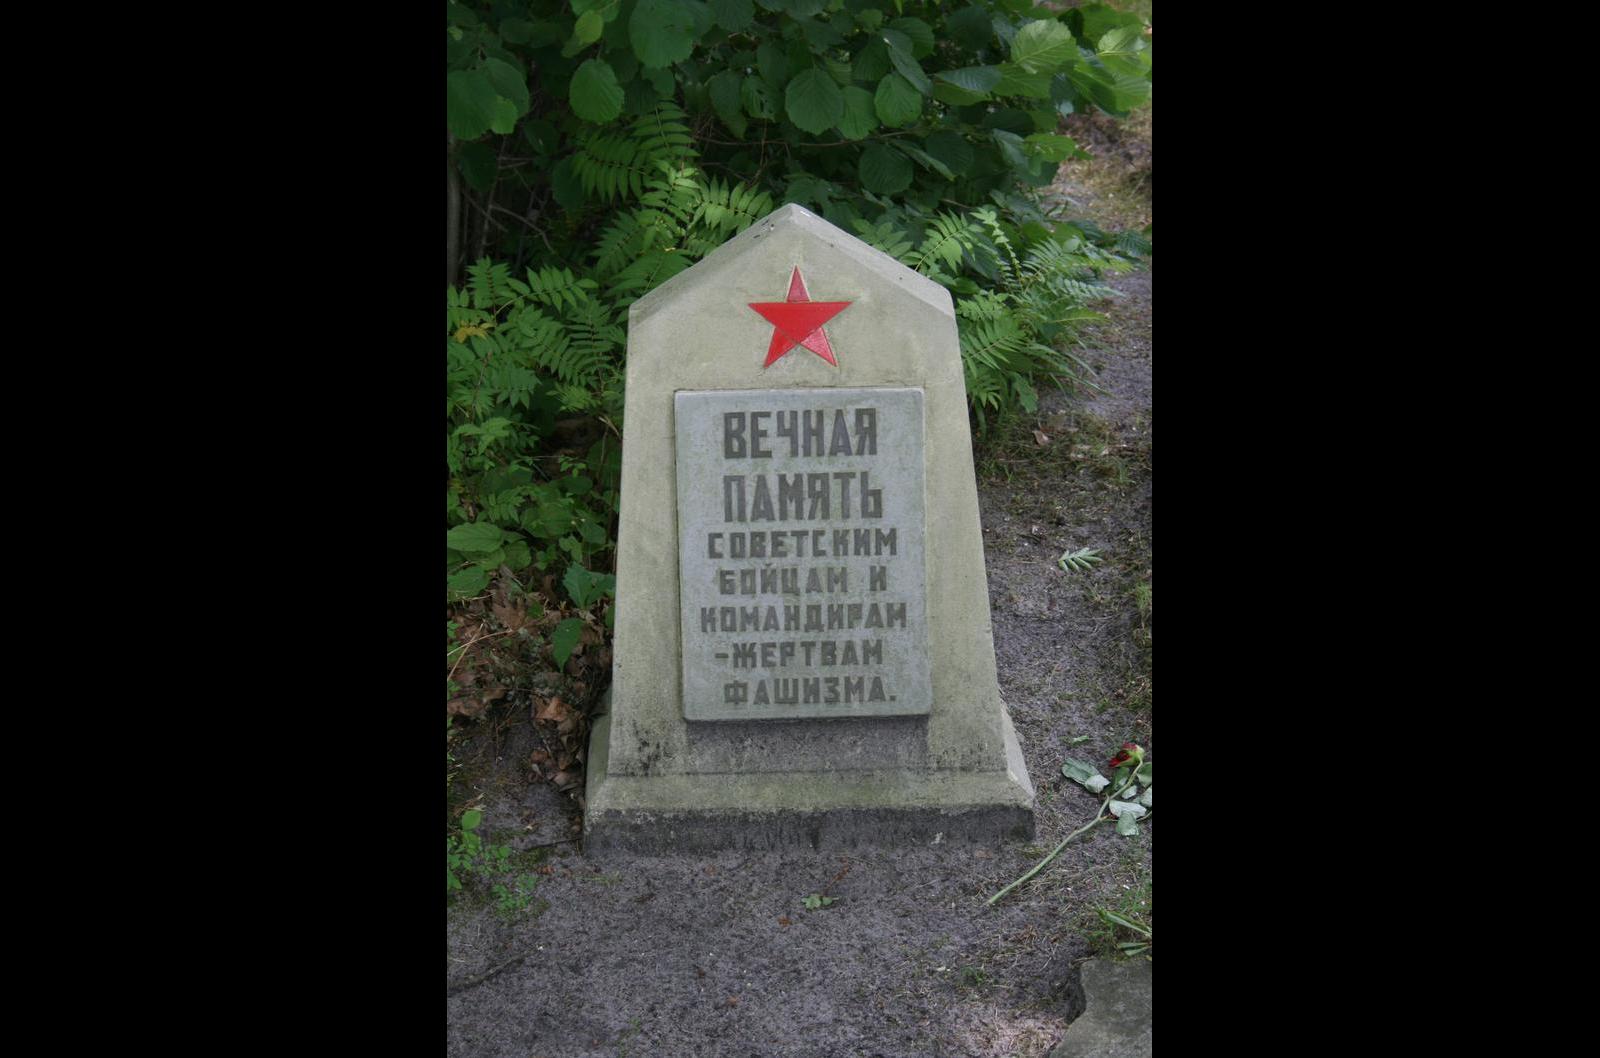 ВЕЧНАЯ
ПАМЯТЬ
СОВЕТСКИМ
БОЙЦАМ И
КОМАНДИРАМ
-ЖЕРТВАМ
ФАШИЗМА.